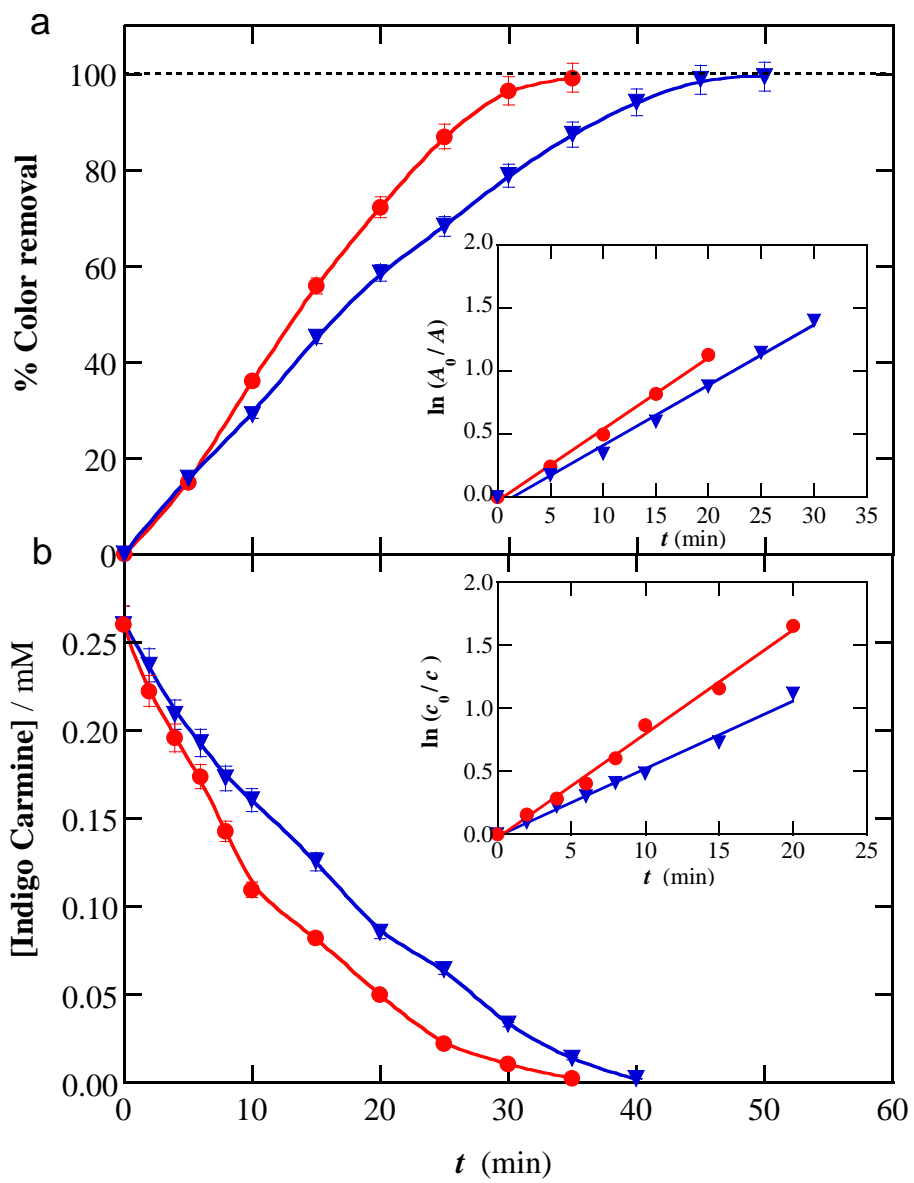 a
% Color removal
100
80
60
40
20
0
ln (A0 / A)
2.0
1.5
1.0
0.5
0.0
0 5 10 15 20 25 30 35
t (min)
b
[Indigo Carmine] / mM
0.25
0.20
0.15
0.10
0.05
0.00
ln (c0 / c )
2.0
1.5
1.0
0.5
0.0
0 5 10 15 20 25
t (min)
0 10 20 30 40 50 60
t (min)